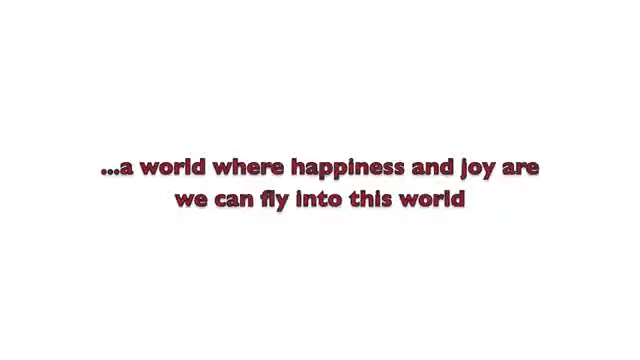 ...a world where happiness and joy are
we can fly into this world